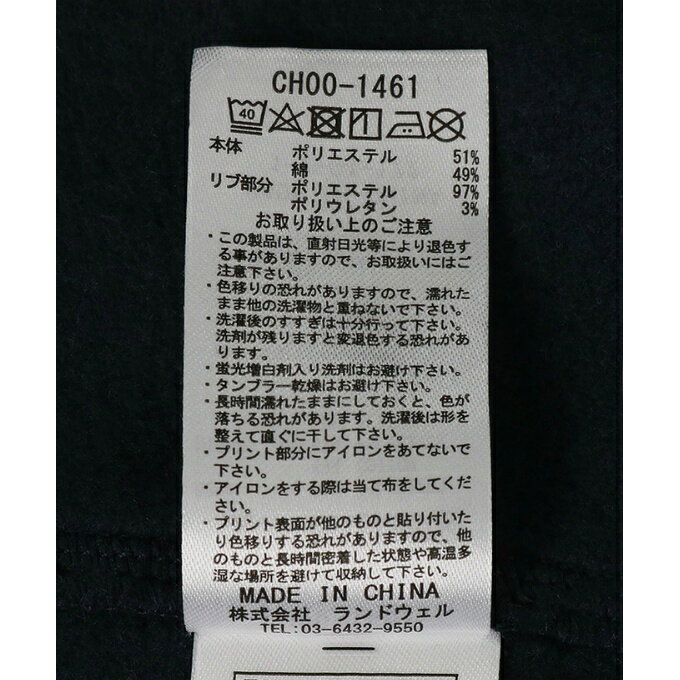 CH00-1461
40
本体 ポリエステル 51%
綿 49%
リブ部分 ポリエステル 97%
ポリウレタン 3%
お取り扱い上のご注意
・この製品は、直射日光等により退色す
る事がありますので、お取扱いにはご
注意下さい。
・色移りの恐れがありますので、濡れた
まま他の洗濯物と重ねないで下さい。
・洗濯後のすすぎは十分行って下さい。
洗剤が残りますと変退色する恐れがあ
ります。
・蛍光増白剤入り洗剤はお避け下さい。
・タンブラー乾燥はお避け下さい。
・長時間濡れたままにしておくと、色が
落ちる恐れがあります。洗濯後は形を
整えて直ぐに干して下さい。
・プリント部分にアイロンをあてないで
下さい。
・アイロンをする際は当て布をしてくだ
さい。
・プリント表面が他のものと貼り付いた
り色移りする恐れがありますので、他
のものと長時間密着した状態や高温多
湿な場所を避けて収納して下さい。
MADE IN CHINA
株式会社 ランドウェル
TEL:03-6432-9550